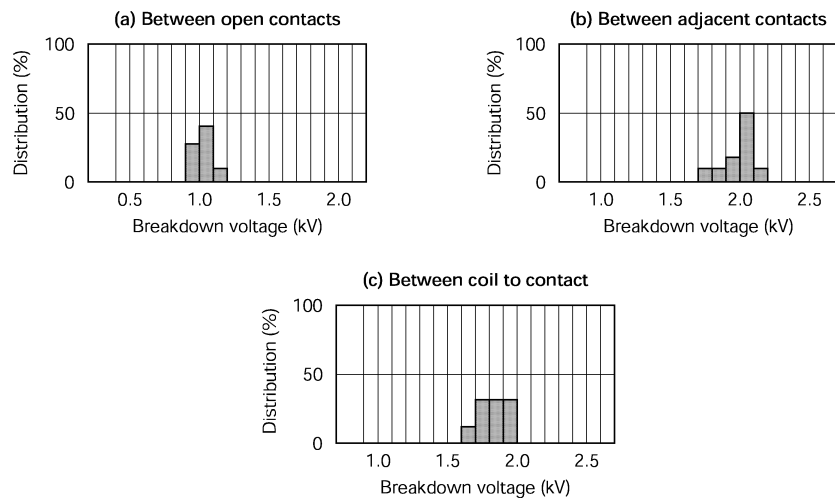 (a) Between open contacts
100
50
0
Distribution (%)
0.5 1.0 1.5 2.0
Breakdown voltage (kV)
(b) Between adjacent contacts
100
50
0
Distribution (%)
1.0 1.5 2.0 2.5
Breakdown voltage (kV)
(c) Between coil to contact
100
50
0
Distribution (%)
1.0 1.5 2.0 2.5
Breakdown voltage (kV)